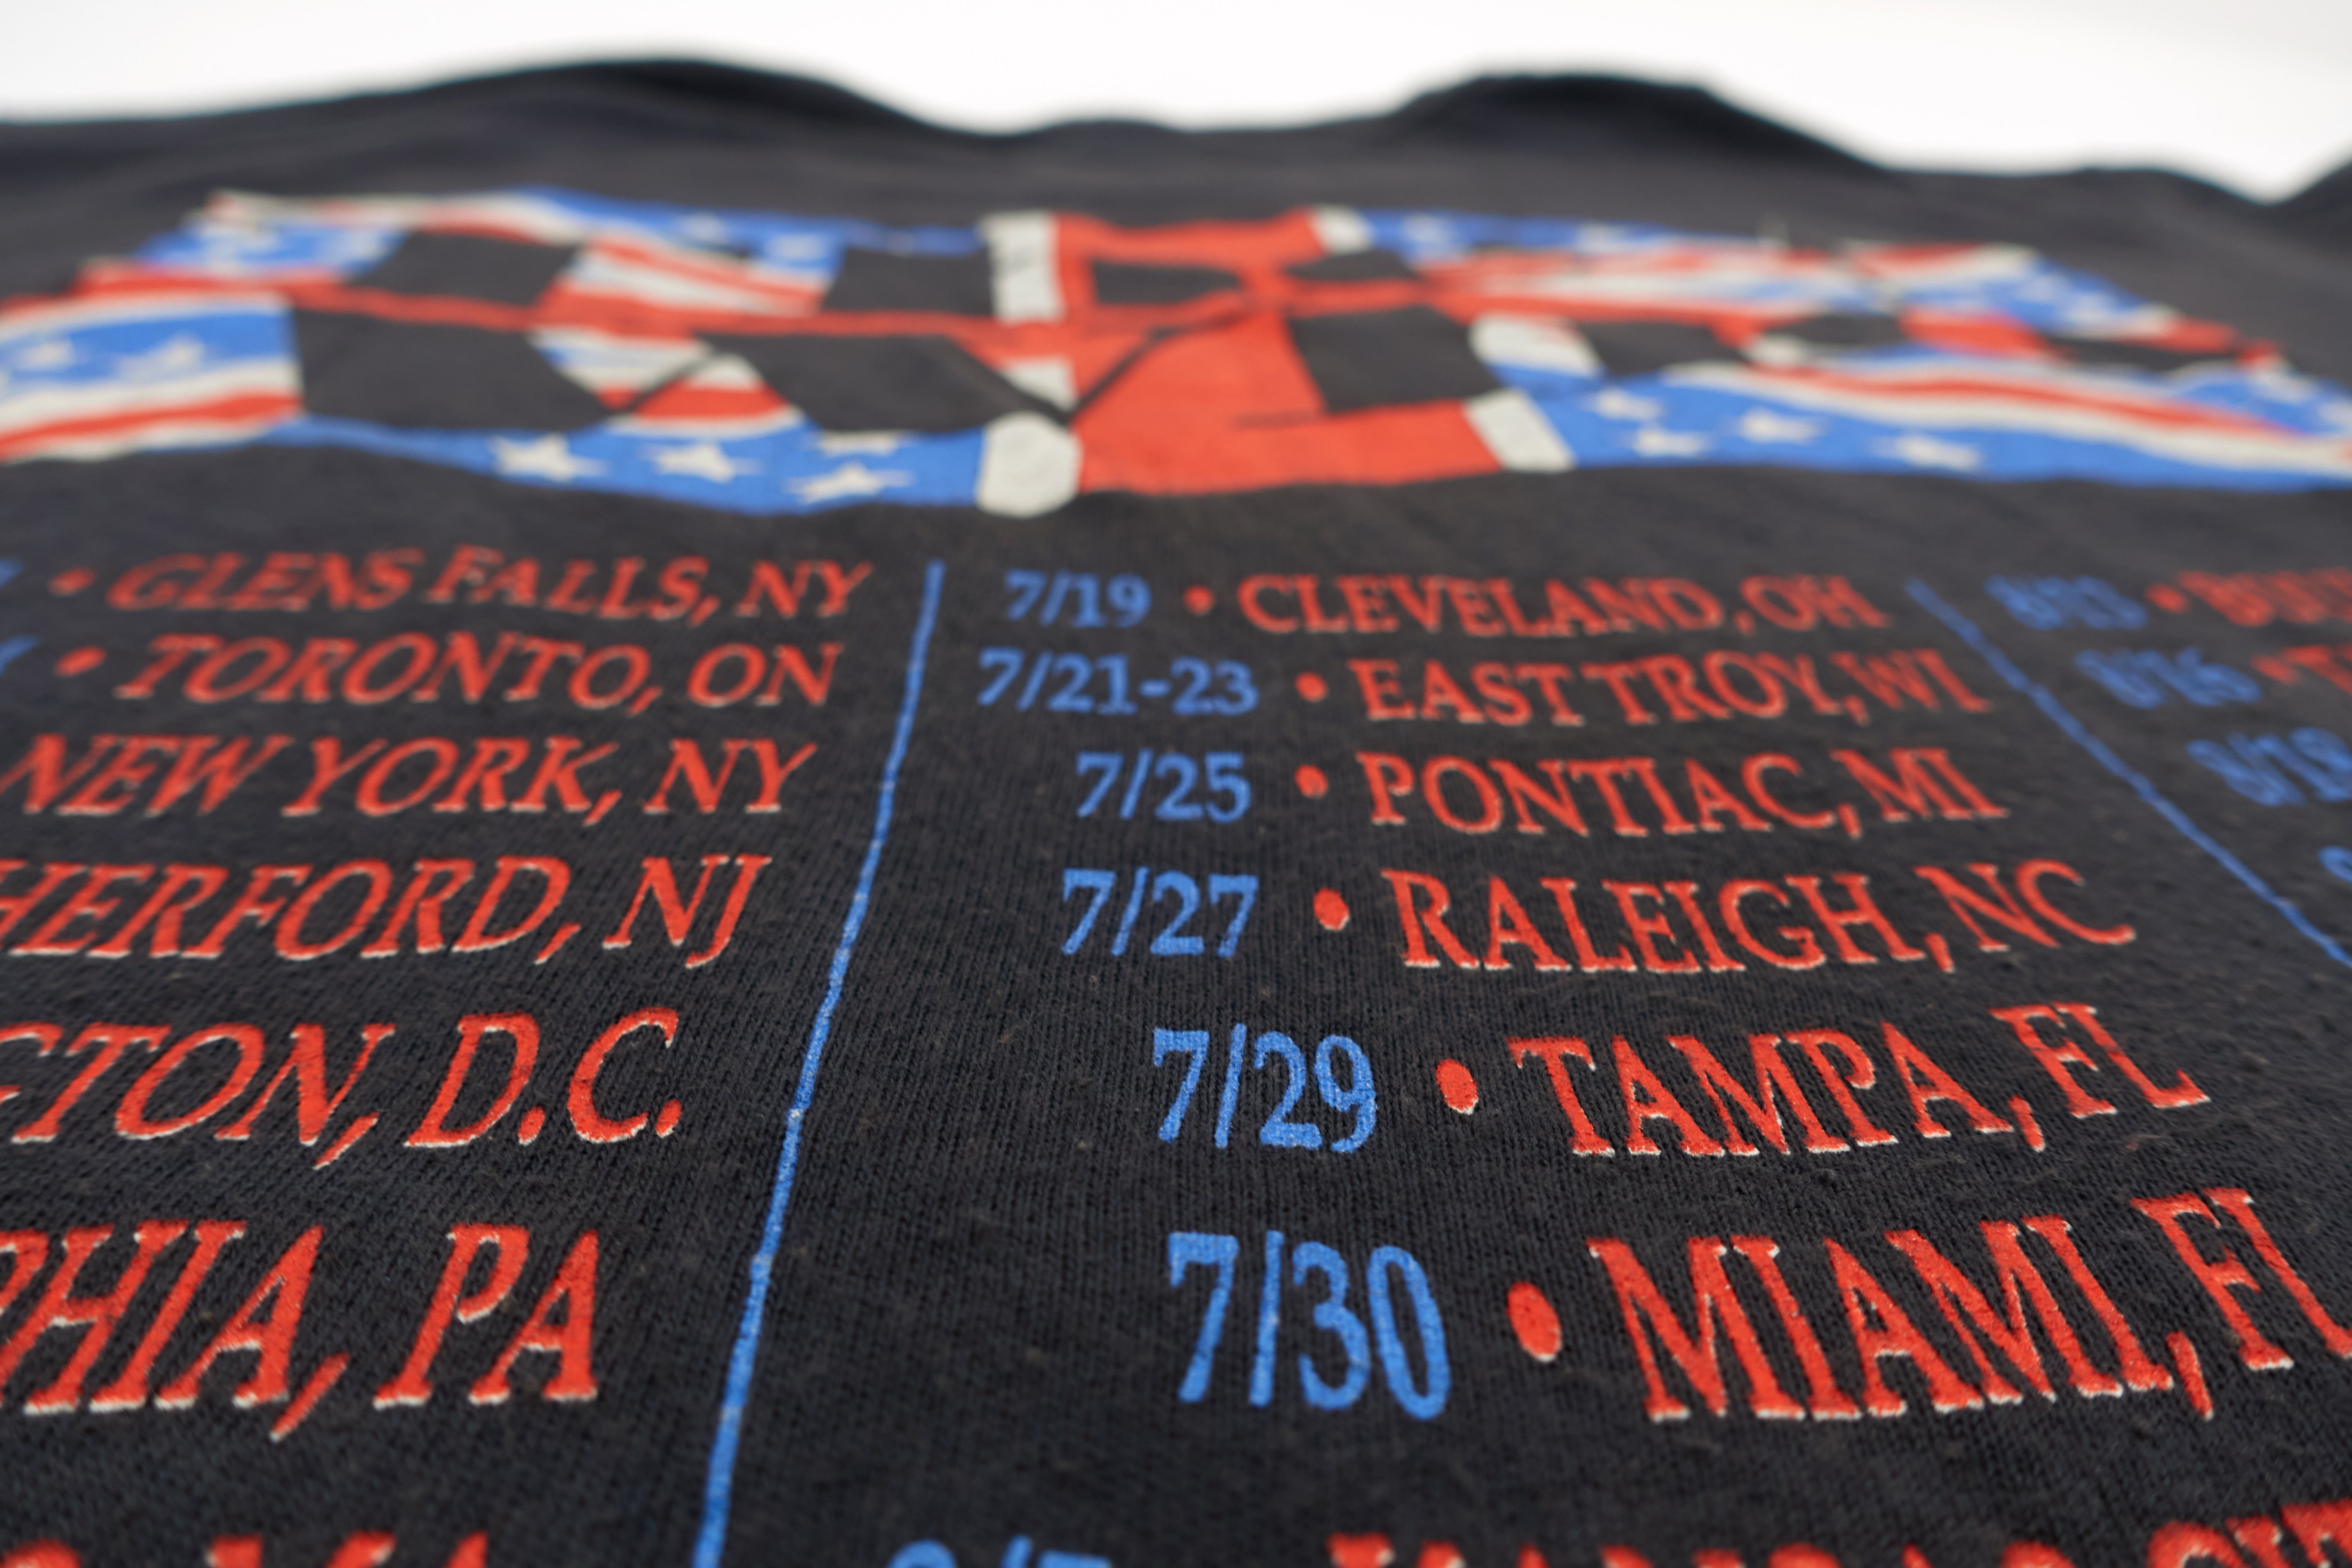 • GLENS FALLS, NY
• TORONTO, ON
NEW YORK, NY
HERFORD, NJ
GTON, D.C.
PHIA, PA
7/19 • CLEVELAND, OH
7/21-23 • EAST TROY, WI
7/25 • PONTIAC, MI
7/27 • RALEIGH, NC
7/29 • TAMPA, FL
7/30 • MIAMI, FL